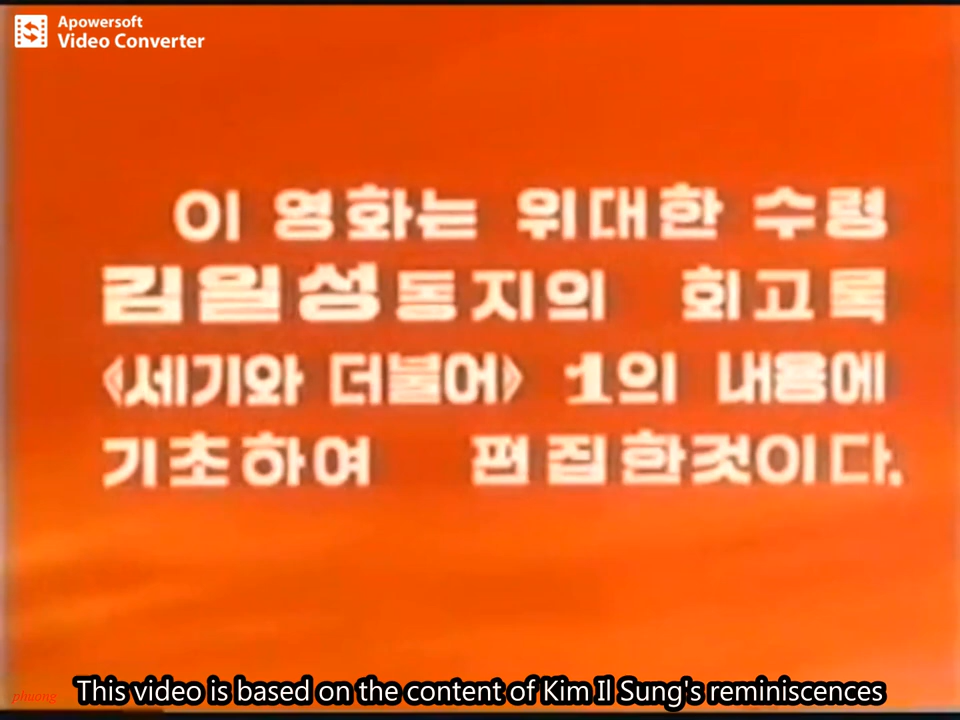 Apowersoft
Video Converter
이 영화는 위대한 수령
김일성동지의 회고록
《세기와 더불어》 1의 내용에
기초하여 편집한것이다.
phuong
This video is based on the content of Kim Il Sung's reminiscences